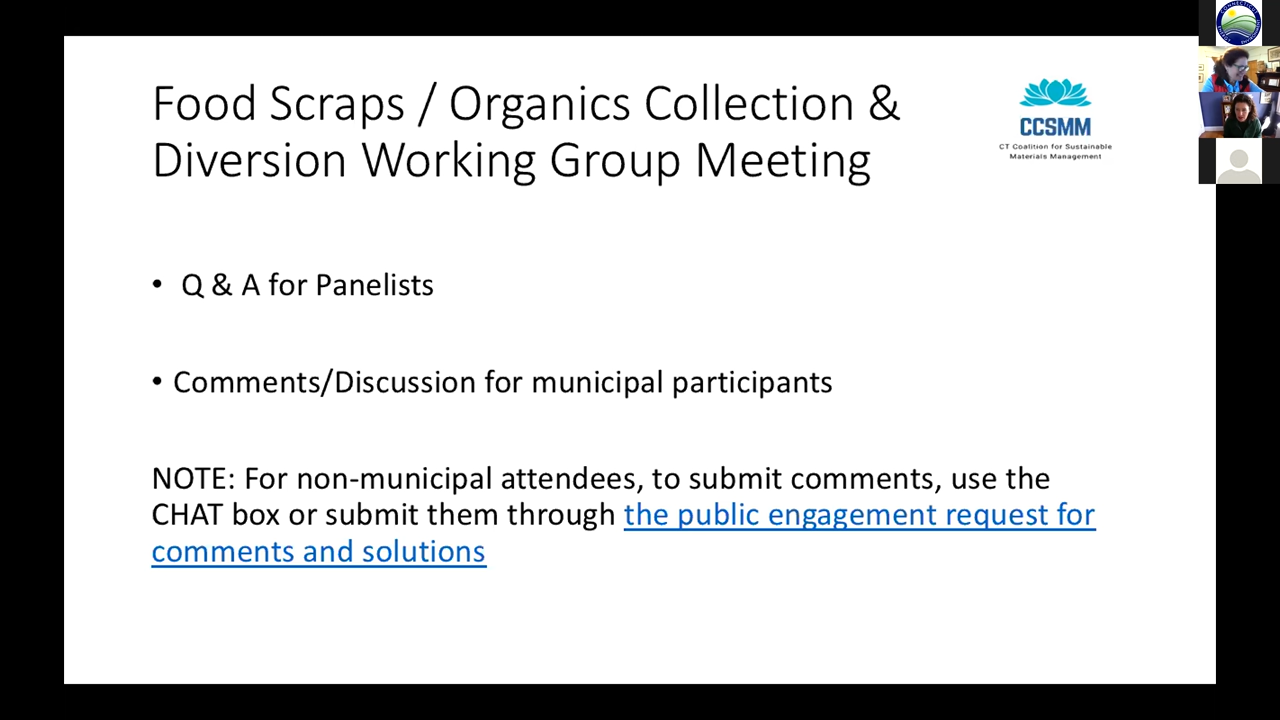 Food Scraps / Organics Collection &
Diversion Working Group Meeting
CCSMM
CT Coalition for Sustainable
Materials Management
• Q & A for Panelists
• Comments/Discussion for municipal participants
NOTE: For non-municipal attendees, to submit comments, use the
CHAT box or submit them through the public engagement request for
comments and solutions